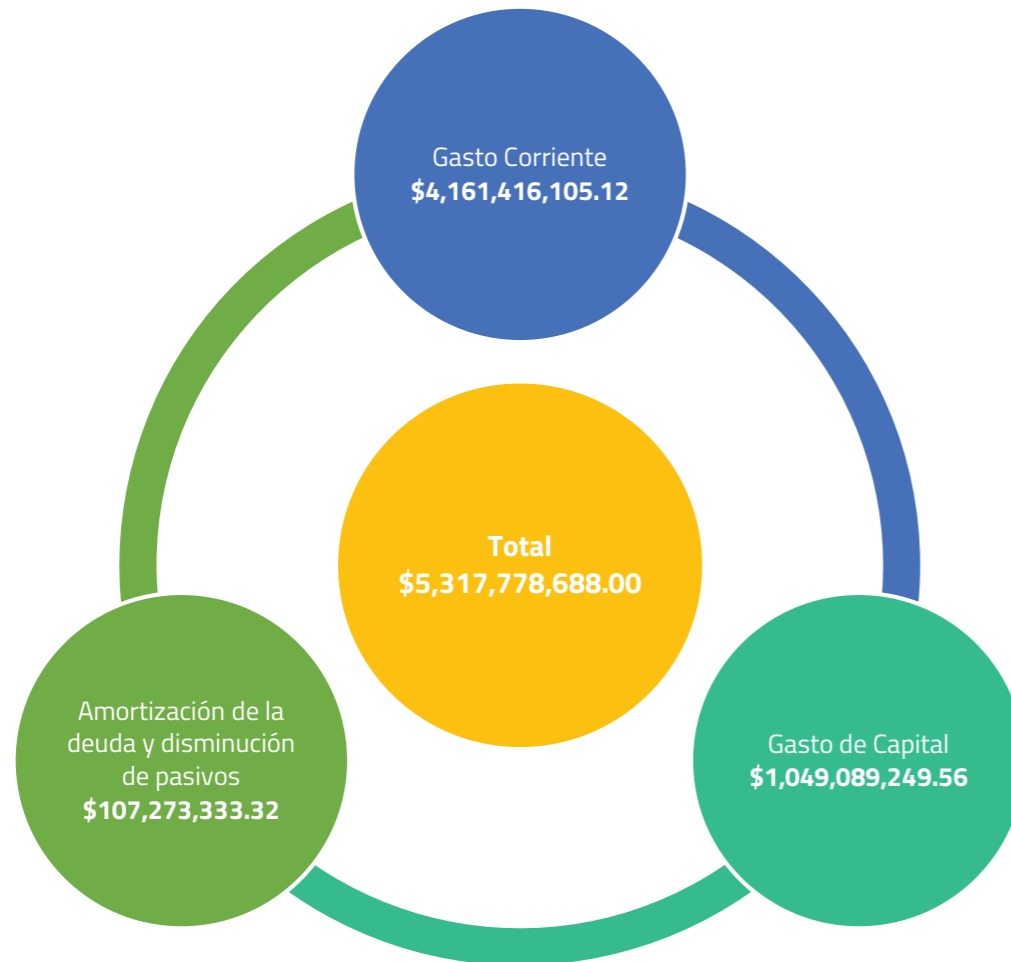 Gasto Corriente
$4,161,416,105.12
Total
$5,317,778,688.00
Amortización de la
deuda y disminución
de pasivos
$107,273,333.32
Gasto de Capital
$1,049,089,249.56